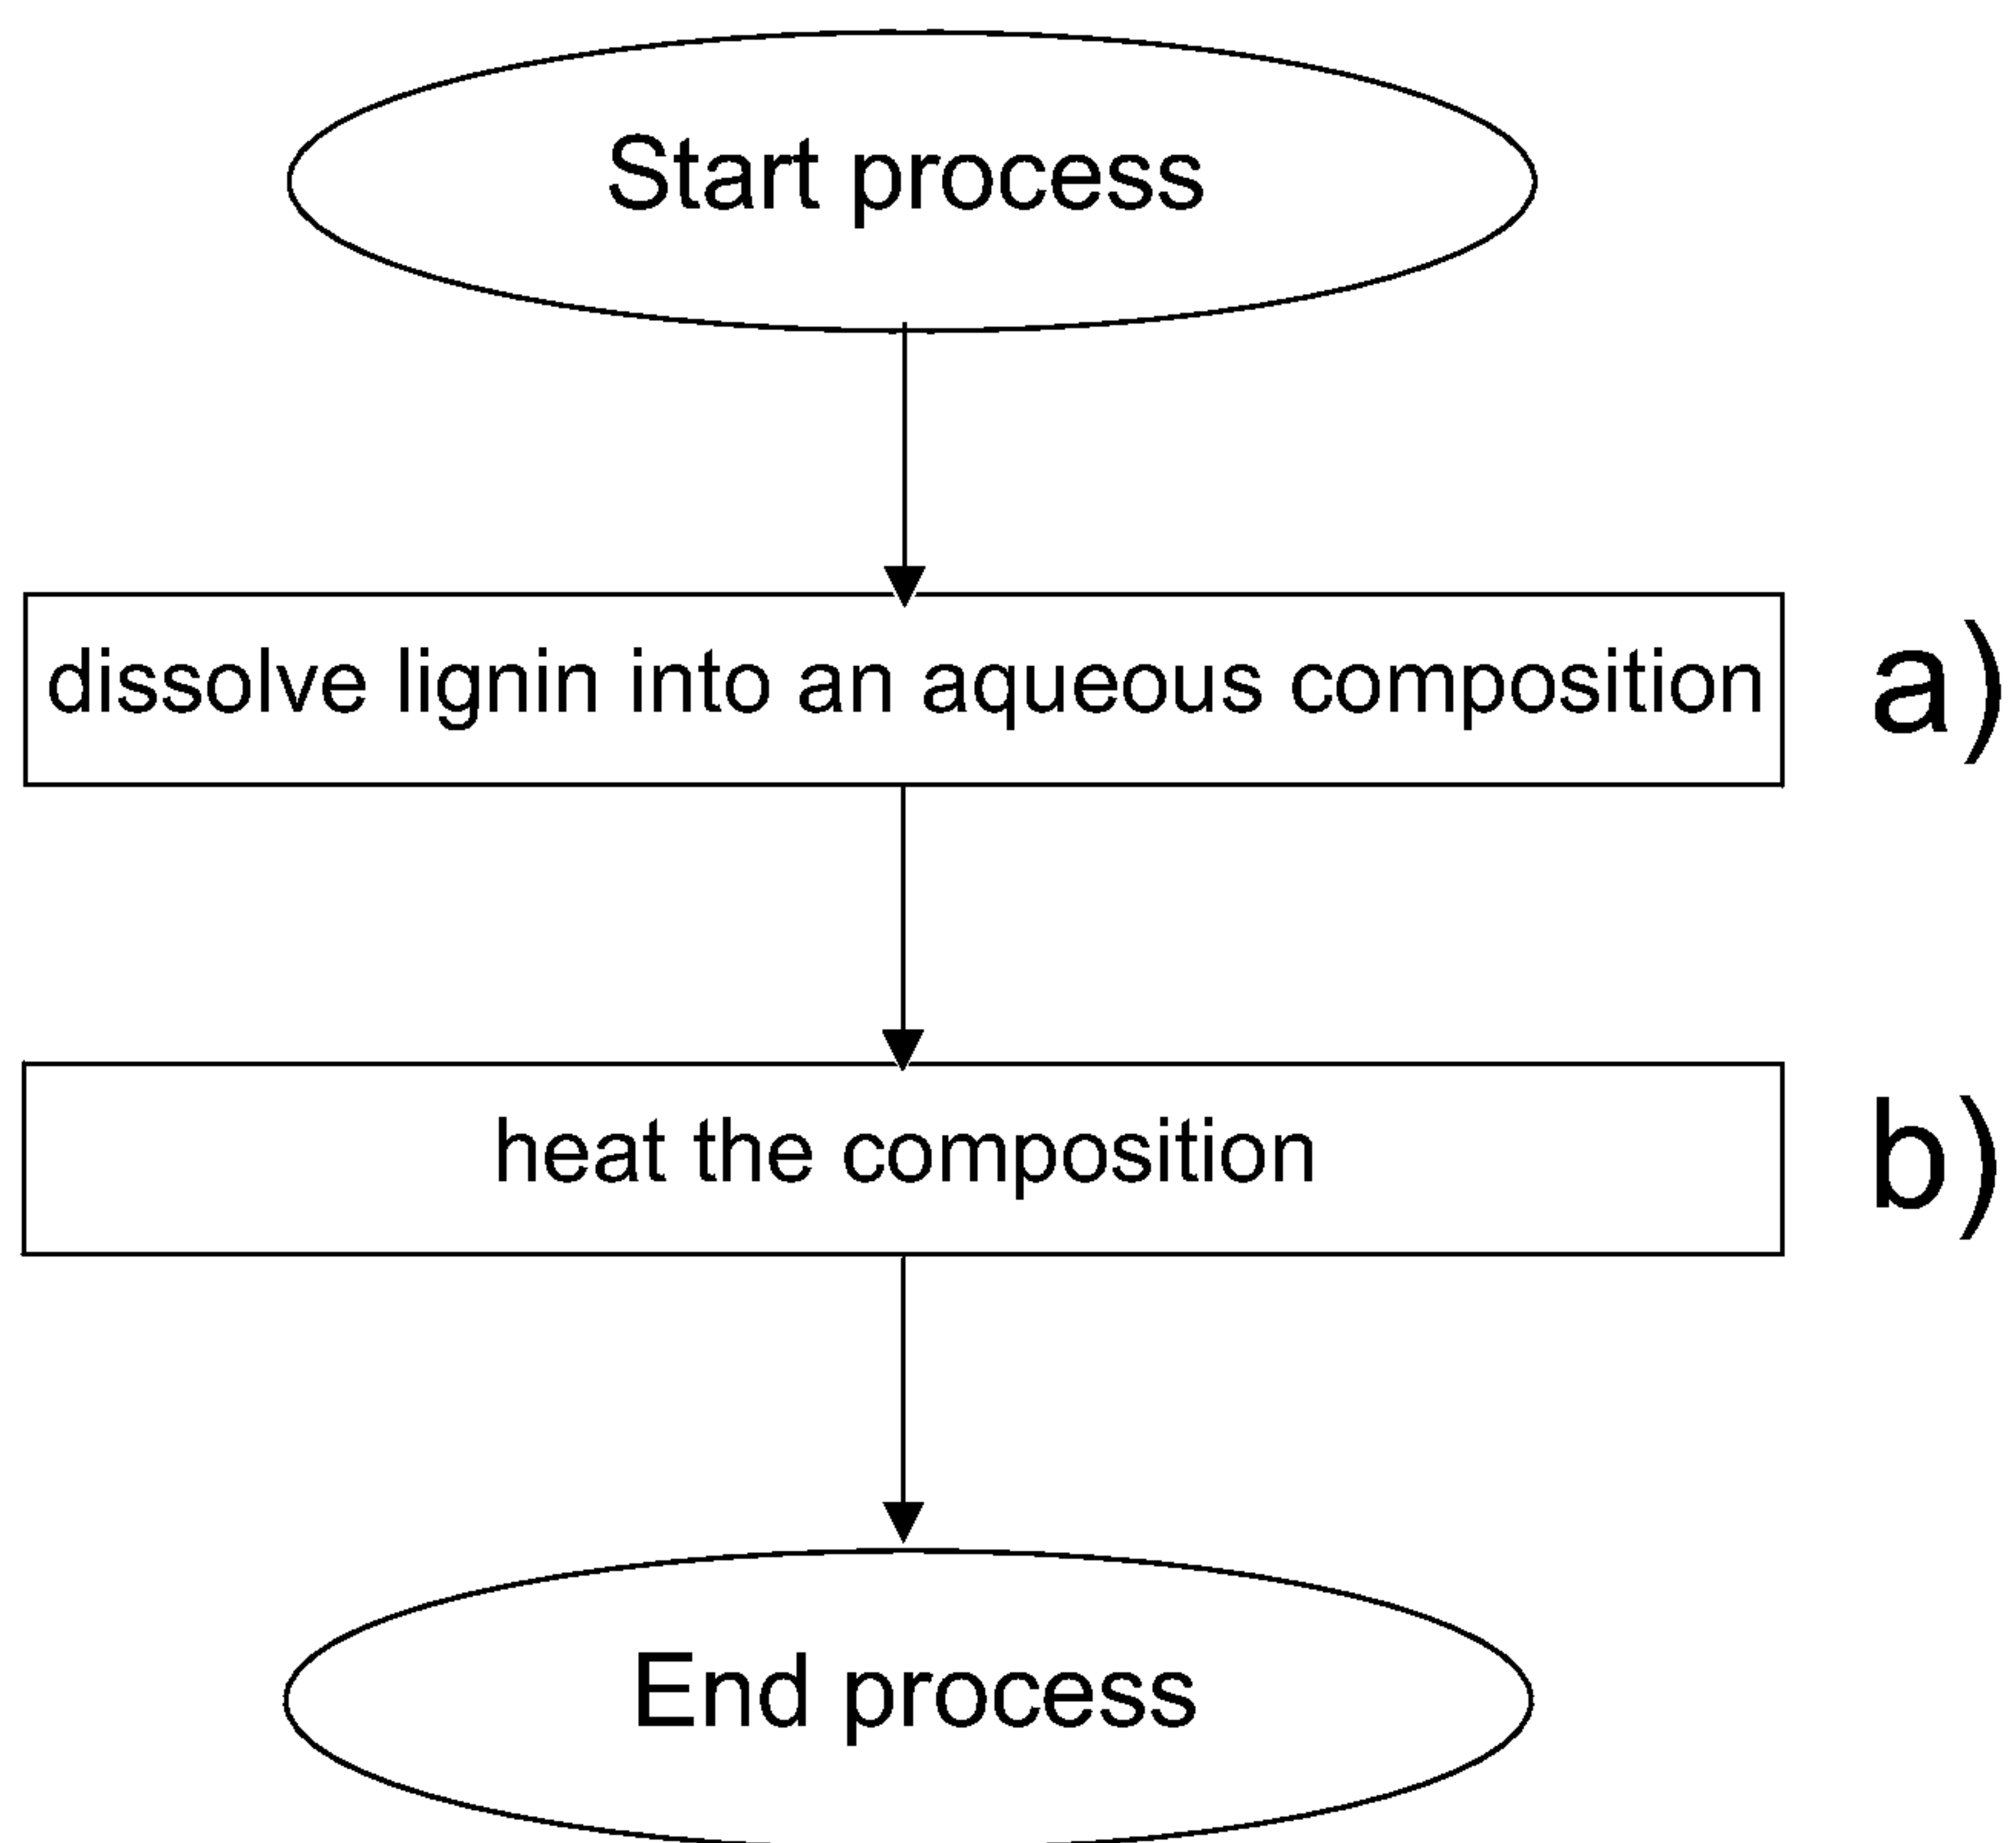 Start process
dissolve lignin into an aqueous composition
a)
heat the composition
b)
End process